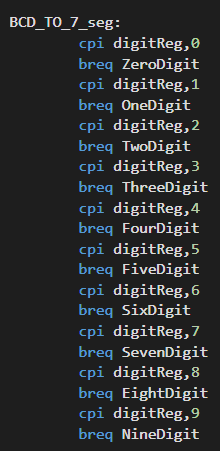 BCD_TO_7_seg:
cpi digitReg,0
breq ZeroDigit
cpi digitReg,1
breq OneDigit
cpi digitReg,2
breq TwoDigit
cpi digitReg,3
breq ThreeDigit
cpi digitReg,4
breq FourDigit
cpi digitReg,5
breq FiveDigit
cpi digitReg,6
breq SixDigit
cpi digitReg,7
breq SevenDigit
cpi digitReg,8
breq EightDigit
cpi digitReg,9
breq NineDigit